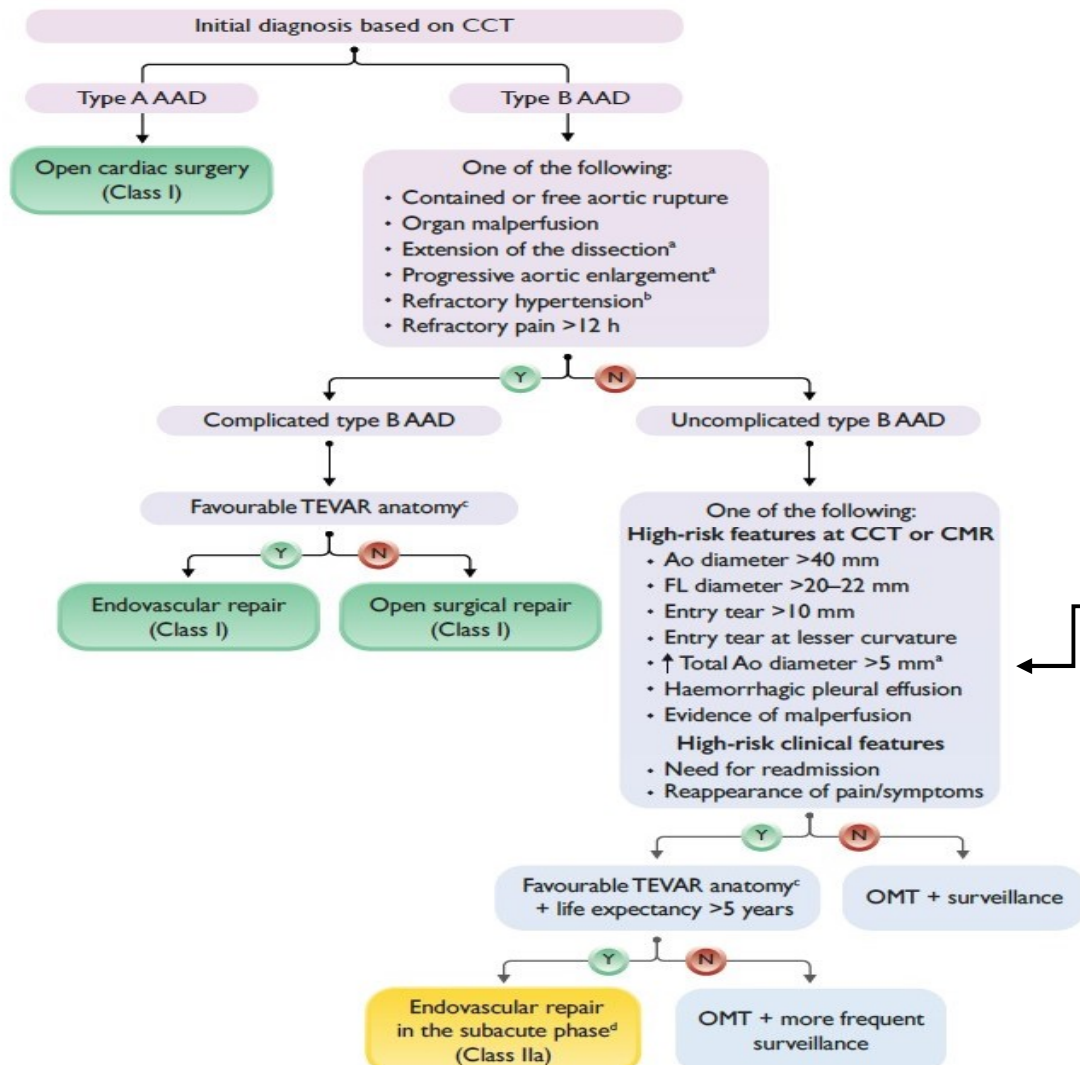 Initial diagnosis based on CCT
Type A AAD
Type B AAD
Open cardiac surgery
(Class I)
One of the following:
• Contained or free aortic rupture
• Organ malperfusion
• Extension of the dissectionᵃ
• Progressive aortic enlargementᵃ
• Refractory hypertensionᵇ
• Refractory pain >12 h
Y
N
Complicated type B AAD
Uncomplicated type B AAD
Favourable TEVAR anatomyᶜ
Y
N
Endovascular repair
(Class I)
Open surgical repair
(Class I)
One of the following:
High-risk features at CCT or CMR
• Ao diameter >40 mm
• FL diameter >20–22 mm
• Entry tear >10 mm
• Entry tear at lesser curvature
• ↑ Total Ao diameter >5 mmᵃ
• Haemorrhagic pleural effusion
• Evidence of malperfusion
High-risk clinical features
• Need for readmission
• Reappearance of pain/symptoms
Y
N
Favourable TEVAR anatomyᶜ
+ life expectancy >5 years
OMT + surveillance
Y
N
Endovascular repair
in the subacute phaseᵈ
(Class IIa)
OMT + more frequent
surveillance